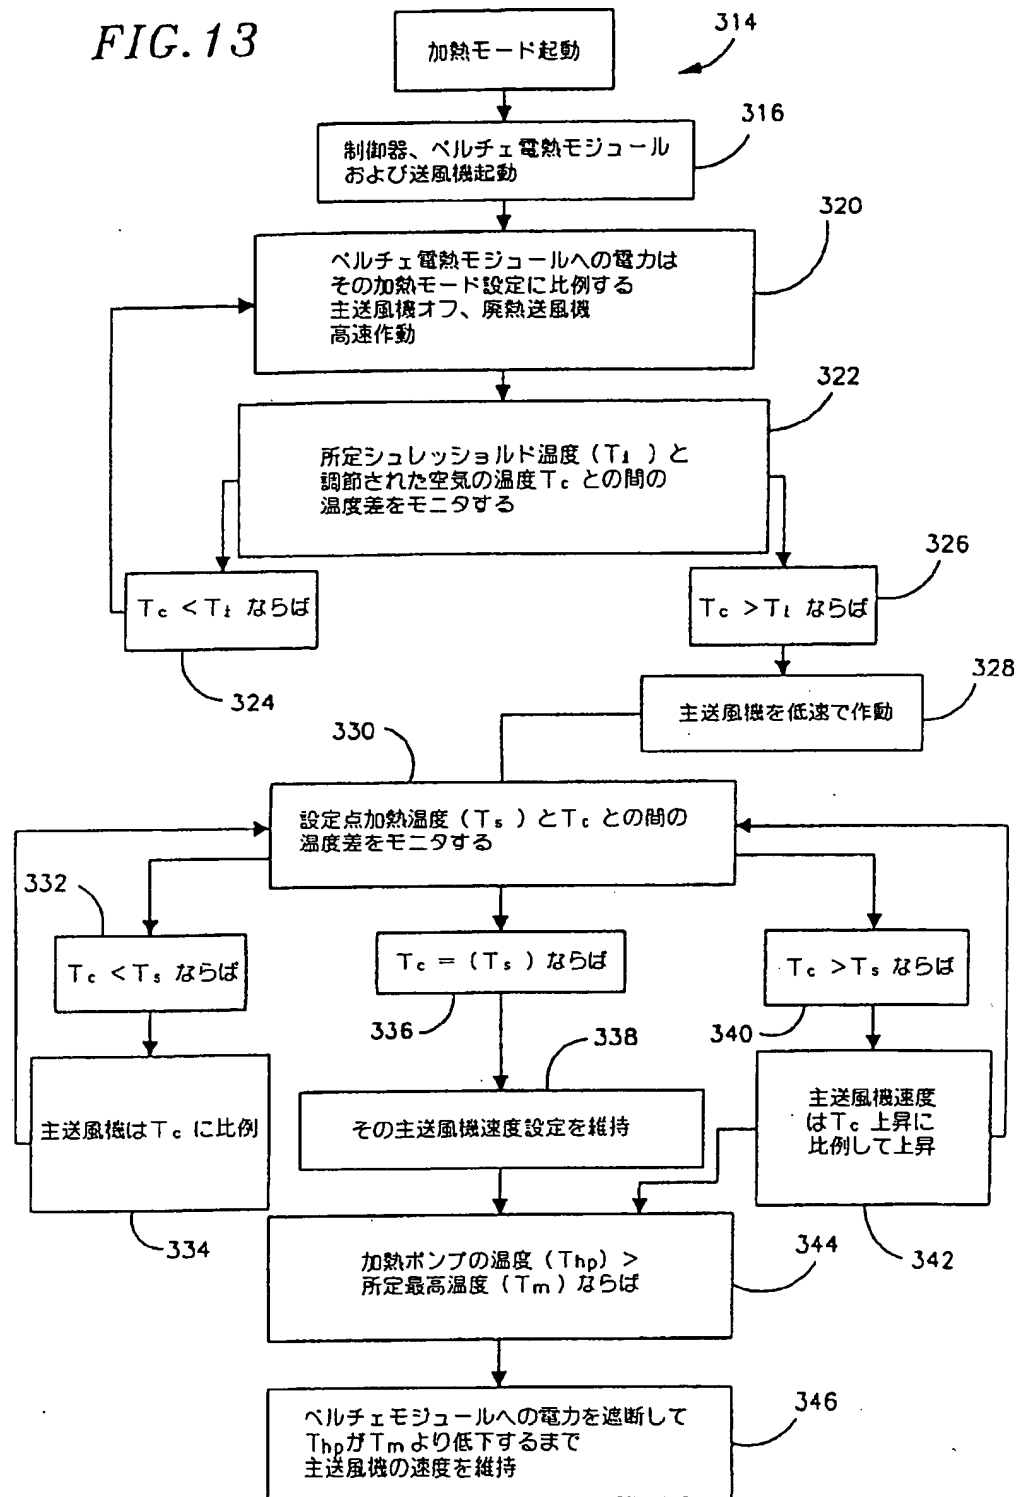 FIG.13
加熱モード起動
314
制御器、ペルチェ電熱モジュール
および送風機起動
316
ペルチェ電熱モジュールへの電力は
その加熱モード設定に比例する
主送風機オフ、廃熱送風機
高速作動
320
所定シュレッショルド温度（Tℓ）と
調節された空気の温度Tcとの間の
温度差をモニタする
322
Tc＜Tℓ ならば
324
Tc＞Tℓ ならば
326
主送風機を低速で作動
328
設定点加熱温度（Ts）とTcとの間の
温度差をモニタする
330
Tc＜Ts ならば
332
Tc＝（Ts）ならば
336
Tc＞Ts ならば
340
主送風機はTcに比例
334
その主送風機速度設定を維持
338
主送風機速度
はTc上昇に
比例して上昇
342
加熱ポンプの温度（Thp）＞
所定最高温度（Tm）ならば
344
ペルチェモジュールへの電力を遮断して
ThpがTmより低下するまで
主送風機の速度を維持
346